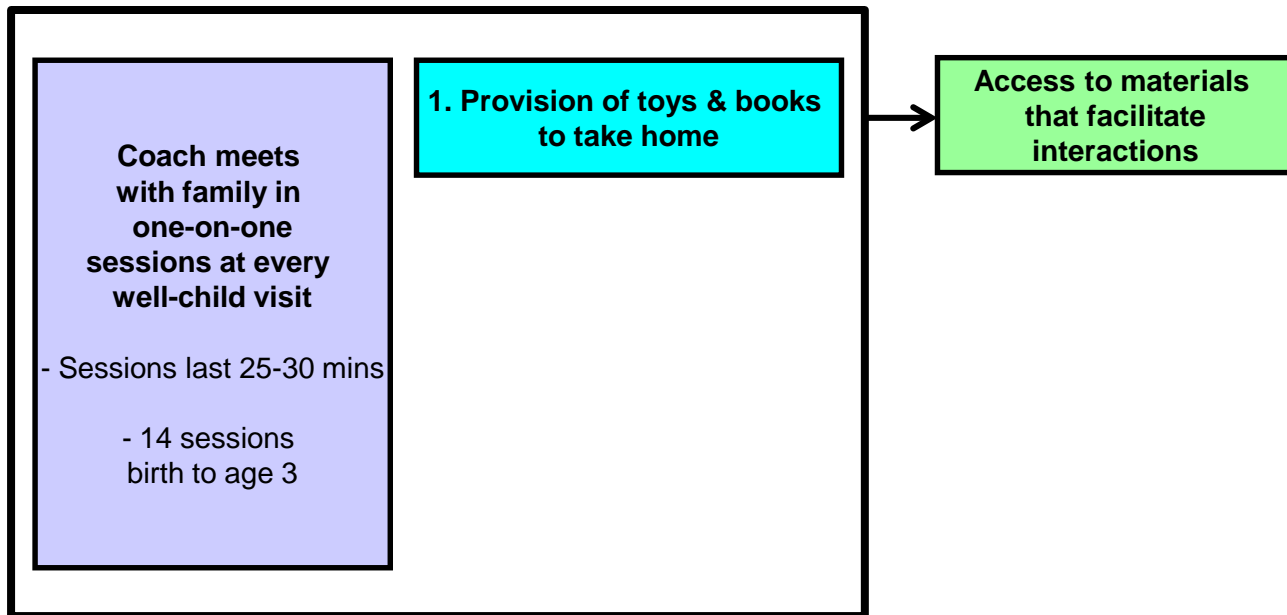 Coach meets
with family in
one-on-one
sessions at every
well-child visit
- Sessions last 25-30 mins
- 14 sessions
birth to age 3
1. Provision of toys & books
to take home
Access to materials
that facilitate
interactions